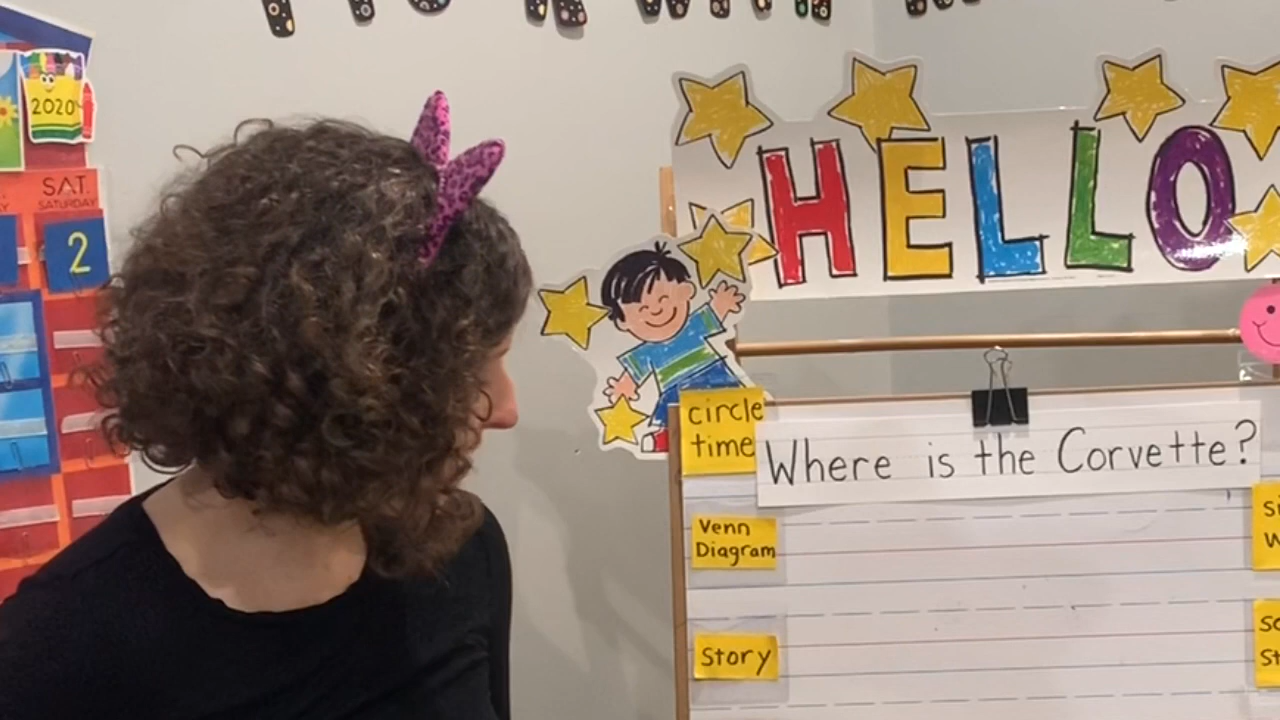 2020
SAT.
SATURDAY
2
HELLO
circle
time
Where is the Corvette?
Venn
Diagram
Story